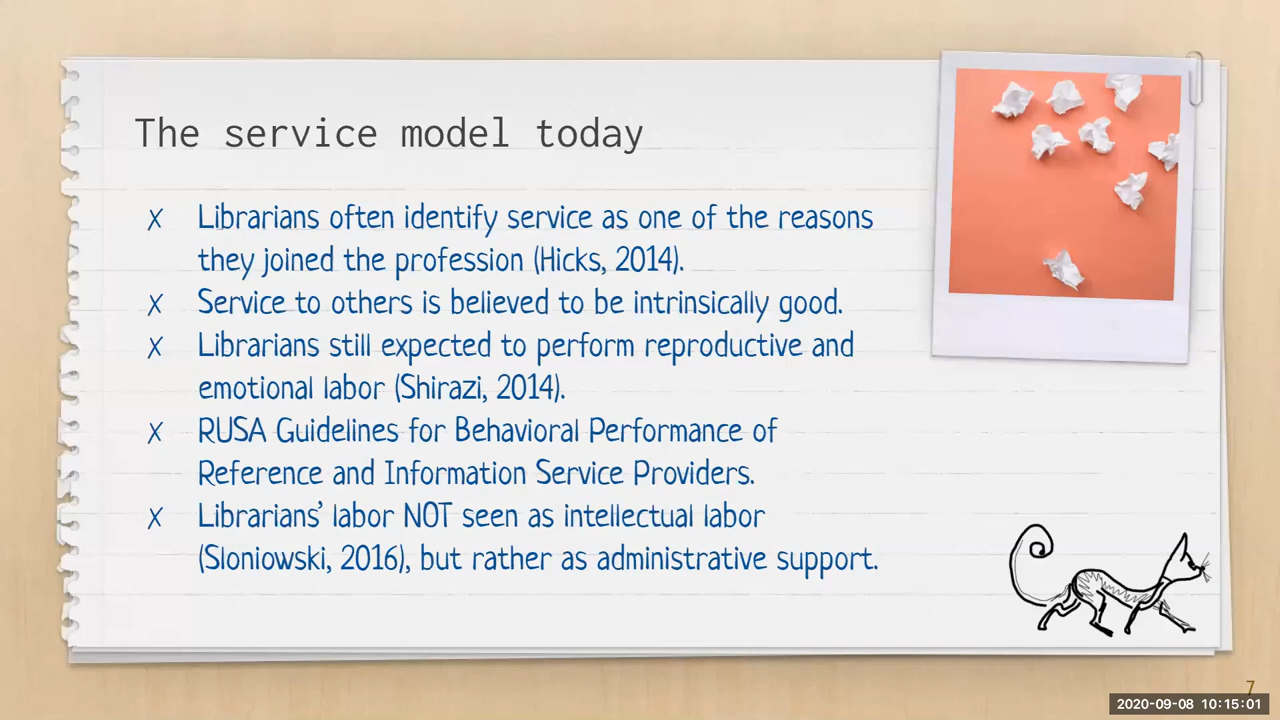 The service model today
x Librarians often identify service as one of the reasons
they joined the profession (Hicks, 2014).
x Service to others is believed to be intrinsically good.
x Librarians still expected to perform reproductive and
emotional labor (Shirazi, 2014).
x RUSA Guidelines for Behavioral Performance of
Reference and Information Service Providers.
x Librarians’ labor NOT seen as intellectual labor
(Sloniowski, 2016), but rather as administrative support.
7
2020-09-08 10:15:01